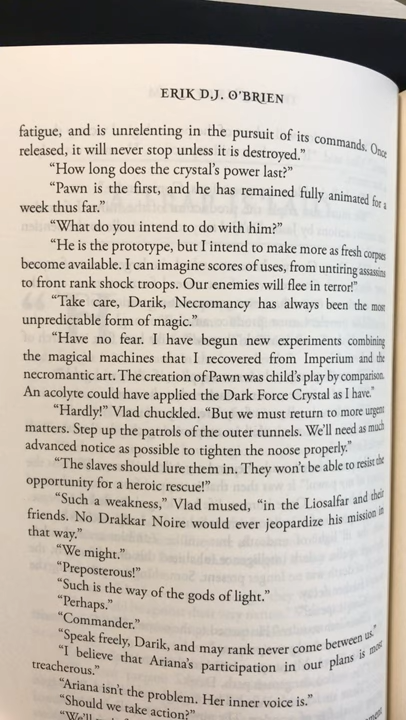 ERIK D.J. O'BRIEN
fatigue, and is unrelenting in the pursuit of its commands. Once
released, it will never stop unless it is destroyed."
"How long does the crystal's power last?"
"Pawn is the first, and he has remained fully animated for a
week thus far."
"What do you intend to do with him?"
"He is the prototype, but I intend to make more as fresh corpses
become available. I can imagine scores of uses, from untiring assassins
to front rank shock troops. Our enemies will flee in terror!"
"Take care, Darik, Necromancy has always been the most
unpredictable form of magic."
"Have no fear. I have begun new experiments combining
the magical machines that I recovered from Imperium and the
necromantic art. The creation of Pawn was child's play by comparison.
An acolyte could have applied the Dark Force Crystal as I have."
"Hardly!" Vlad chuckled. "But we must return to more urgent
matters. Step up the patrols of the outer tunnels. We'll need as much
advanced notice as possible to tighten the noose properly."
"The slaves should lure them in. They won't be able to resist the
opportunity for a heroic rescue!"
"Such a weakness," Vlad mused, "in the Liosalfar and their
friends. No Drakkar Noire would ever jeopardize his mission in
that way."
"We might."
"Preposterous!"
"Such is the way of the gods of light."
"Perhaps."
"Commander."
"Speak freely, Darik, and may rank never come between us."
"I believe that Ariana's participation in our plans is most
treacherous."
"Ariana isn't the problem. Her inner voice is."
"Should we take action?"
"We'll